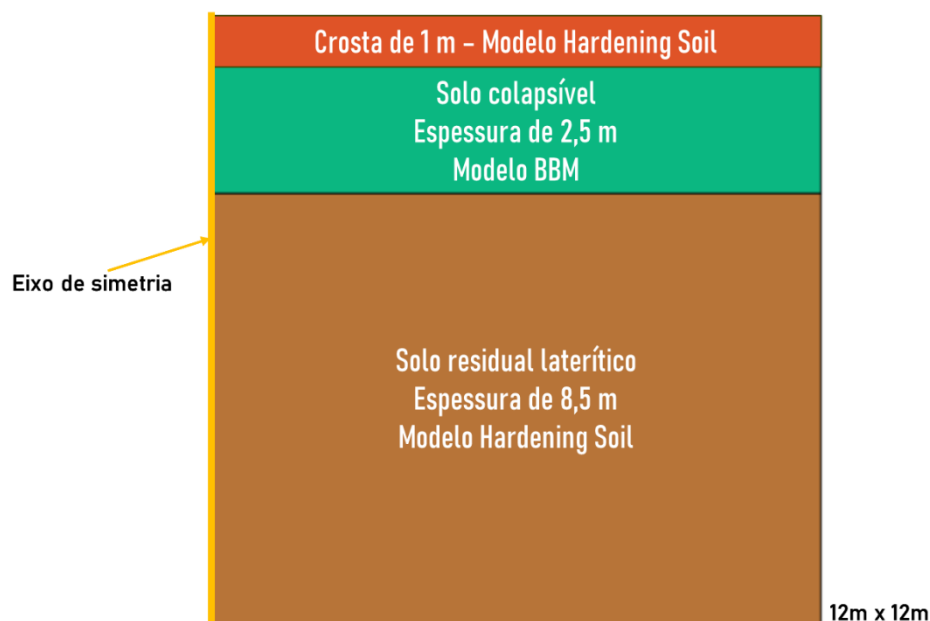 Crosta de 1 m – Modelo Hardening Soil
Solo colapsível
Espessura de 2,5 m
Modelo BBM
Eixo de simetria
Solo residual laterítico
Espessura de 8,5 m
Modelo Hardening Soil
12m x 12m